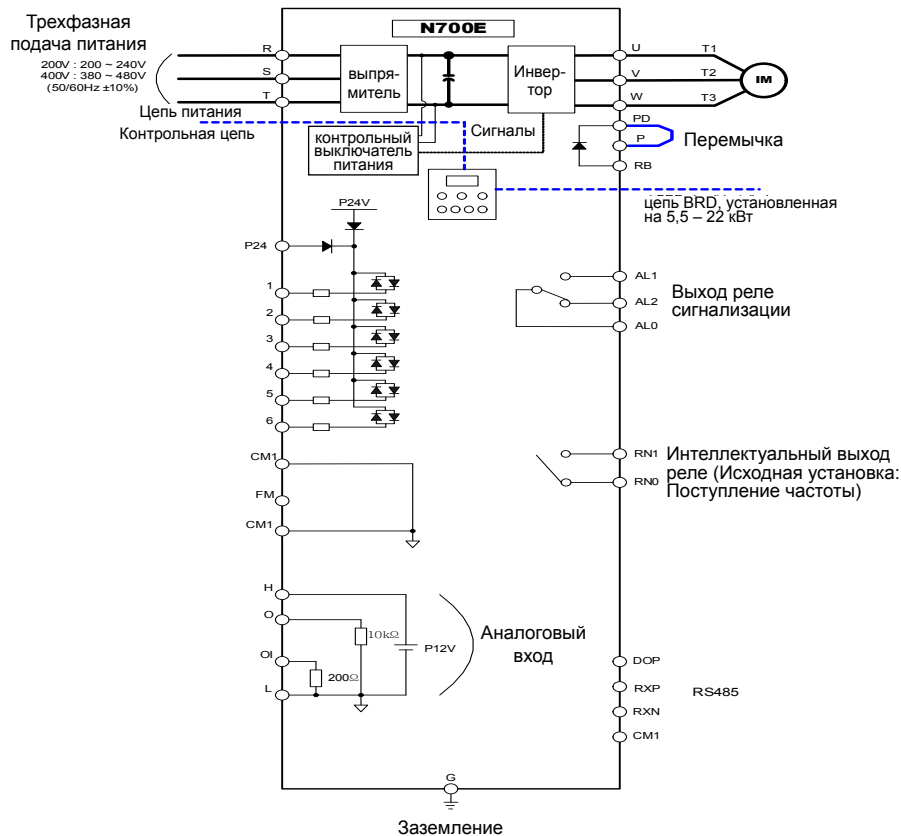 N700E
Трехфазная
подача питания
200V : 200 ~ 240V
400V : 380 ~ 480V
(50/60Hz ±10%)
R
S
T
выпря-
митель
Инвер-
тор
U
V
W
T1
T2
T3
IM
Цепь питания
Контрольная цепь
контрольный
выключатель
питания
Сигналы
PD
P
RB
Перемычка
цепь BRD, установленная
на 5,5 – 22 кВт
P24V
P24
1
2
3
4
5
6
CM1
FM
CM1
AL1
AL2
AL0
Выход реле
сигнализации
RN1
RN0
Интеллектуальный выход
реле (Исходная установка:
Поступление частоты)
H
O
OI
L
10kΩ
200Ω
P12V
Аналоговый
вход
DOP
RXP
RXN
CM1
RS485
G
Заземление